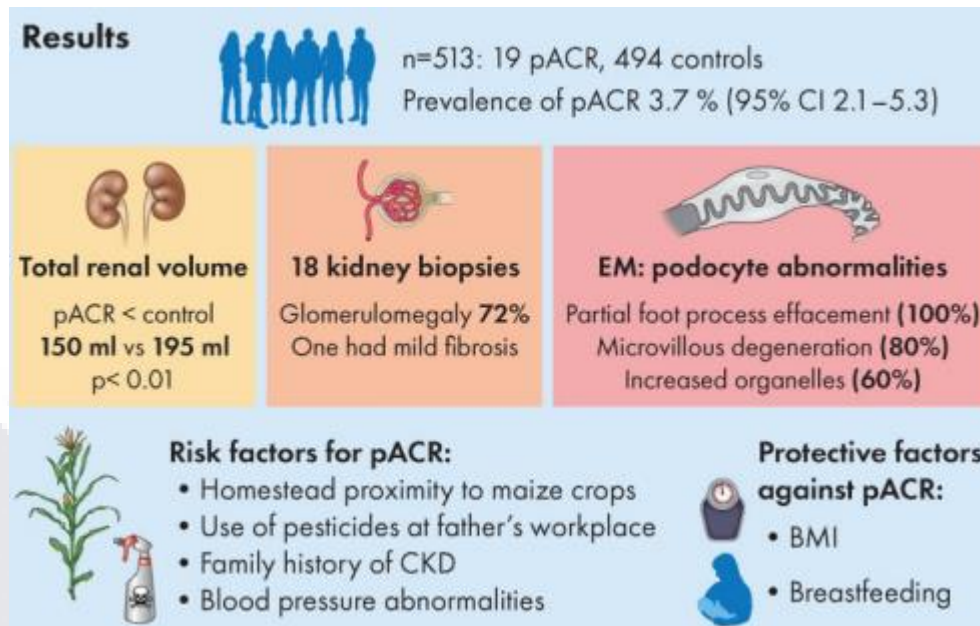 Results
n=513: 19 pACR, 494 controls
Prevalence of pACR 3.7 % (95% CI 2.1–5.3)
Total renal volume
pACR < control
150 ml vs 195 ml
p< 0.01
18 kidney biopsies
Glomerulomegaly 72%
One had mild fibrosis
EM: podocyte abnormalities
Partial foot process effacement (100%)
Microvillous degeneration (80%)
Increased organelles (60%)
Risk factors for pACR:
• Homestead proximity to maize crops
• Use of pesticides at father's workplace
• Family history of CKD
• Blood pressure abnormalities
Protective factors
against pACR:
• BMI
• Breastfeeding